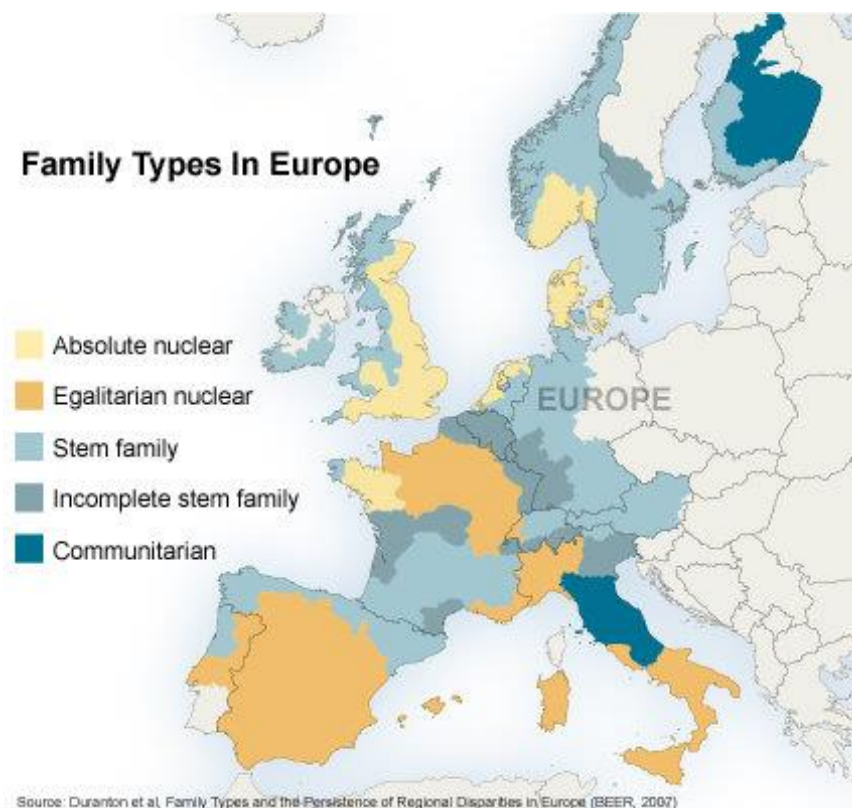 Family Types In Europe
Absolute nuclear
Egalitarian nuclear
EUROPE
Stem family
Incomplete stem family
Communitarian
Source: Duranton et al, Family Types and the Persistence of Regional Disparities in Europe (BEER, 2007)